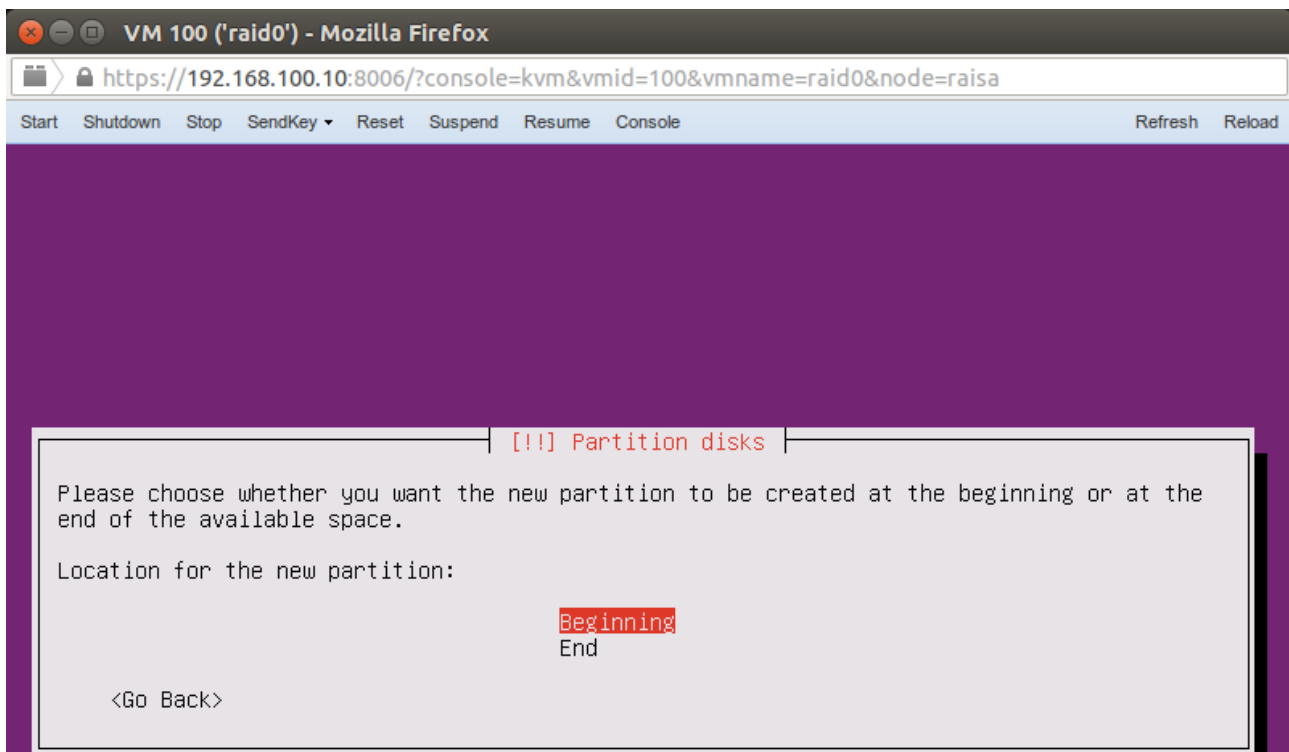 VM 100 ('raid0') - Mozilla Firefox
https://192.168.100.10:8006/?console=kvm&vmid=100&vmname=raid0&node=raisa
Start Shutdown Stop SendKey Reset Suspend Resume Console Refresh Reload
[!!] Partition disks
Please choose whether you want the new partition to be created at the beginning or at the
end of the available space.
Location for the new partition:
Beginning
End
<Go Back>